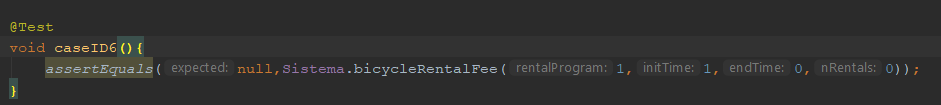 @Test
void caseID6(){
assertEquals( expected: null,Sistema.bicycleRentalFee( rentalProgram: 1, initTime: 1, endTime: 0, nRentals: 0));
}